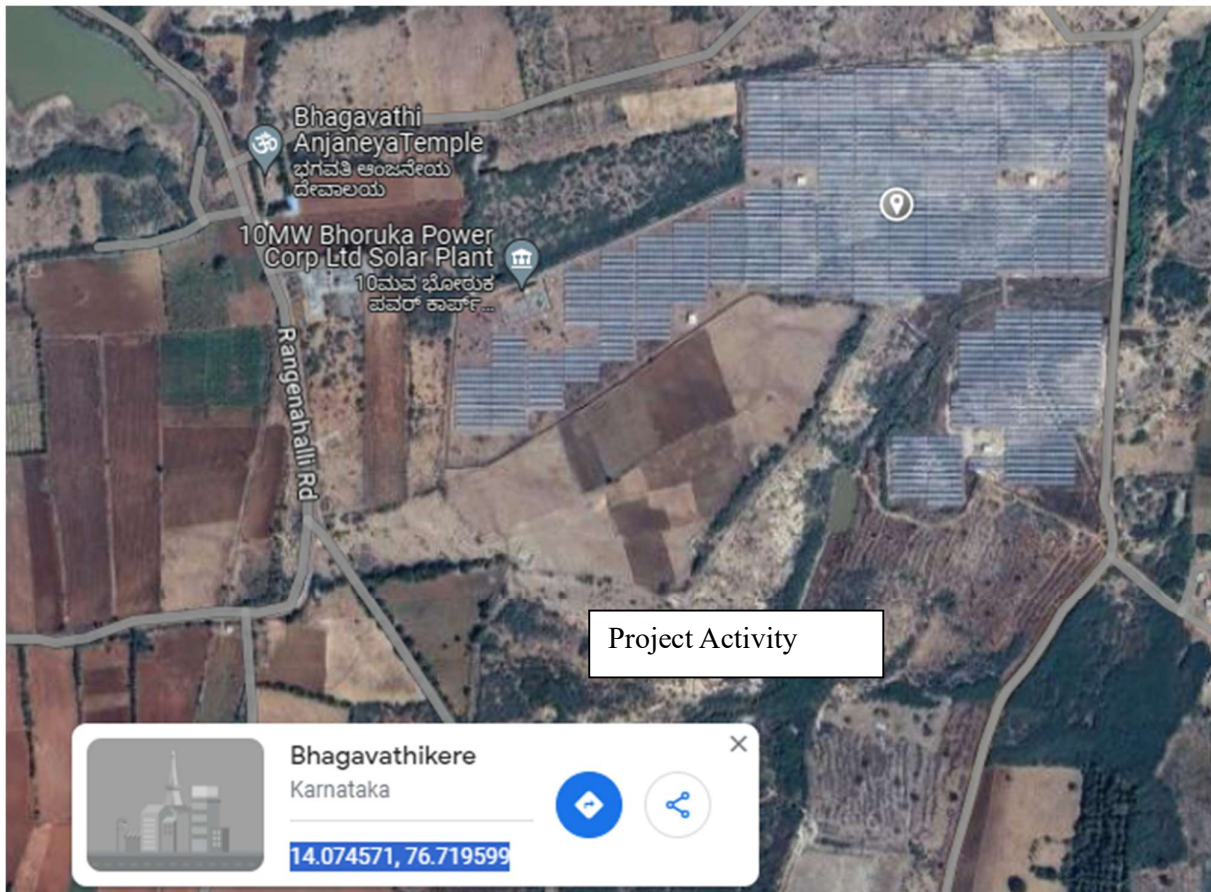 Bhagavathi
AnjaneyaTemple
ಭಗವತಿ ಆಂಜನೇಯ
ದೇವಾಲಯ
10MW Bhoruka Power
Corp Ltd Solar Plant
10ಮವ ಭೋರುಕ
ಪವರ್ ಕಾರ್ಪ್...
Rangenahalli Rd
Project Activity
Bhagavathikere
Karnataka
14.074571, 76.719599